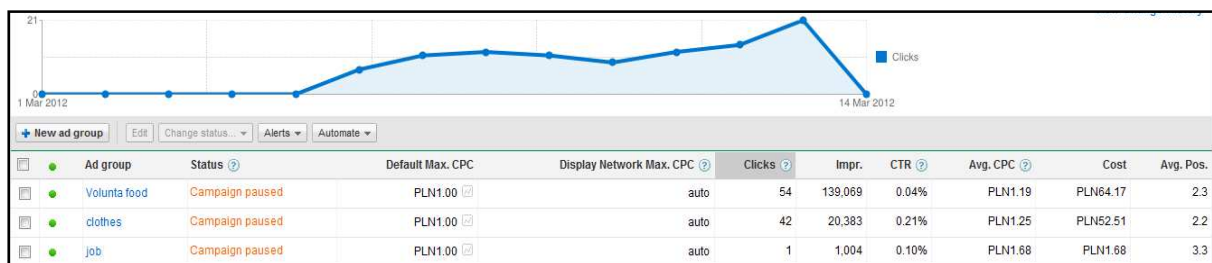 21
Clicks
0
1 Mar 2012 14 Mar 2012
New ad group Edit Change status... Alerts Automate
Ad group Status Default Max. CPC Display Network Max. CPC Clicks Impr. CTR Avg. CPC Cost Avg. Pos.
Volunta food Campaign paused PLN1.00 auto 54 139,069 0.04% PLN1.19 PLN64.17 2.3
clothes Campaign paused PLN1.00 auto 42 20,383 0.21% PLN1.25 PLN52.51 2.2
job Campaign paused PLN1.00 auto 1 1,004 0.10% PLN1.68 PLN1.68 3.3